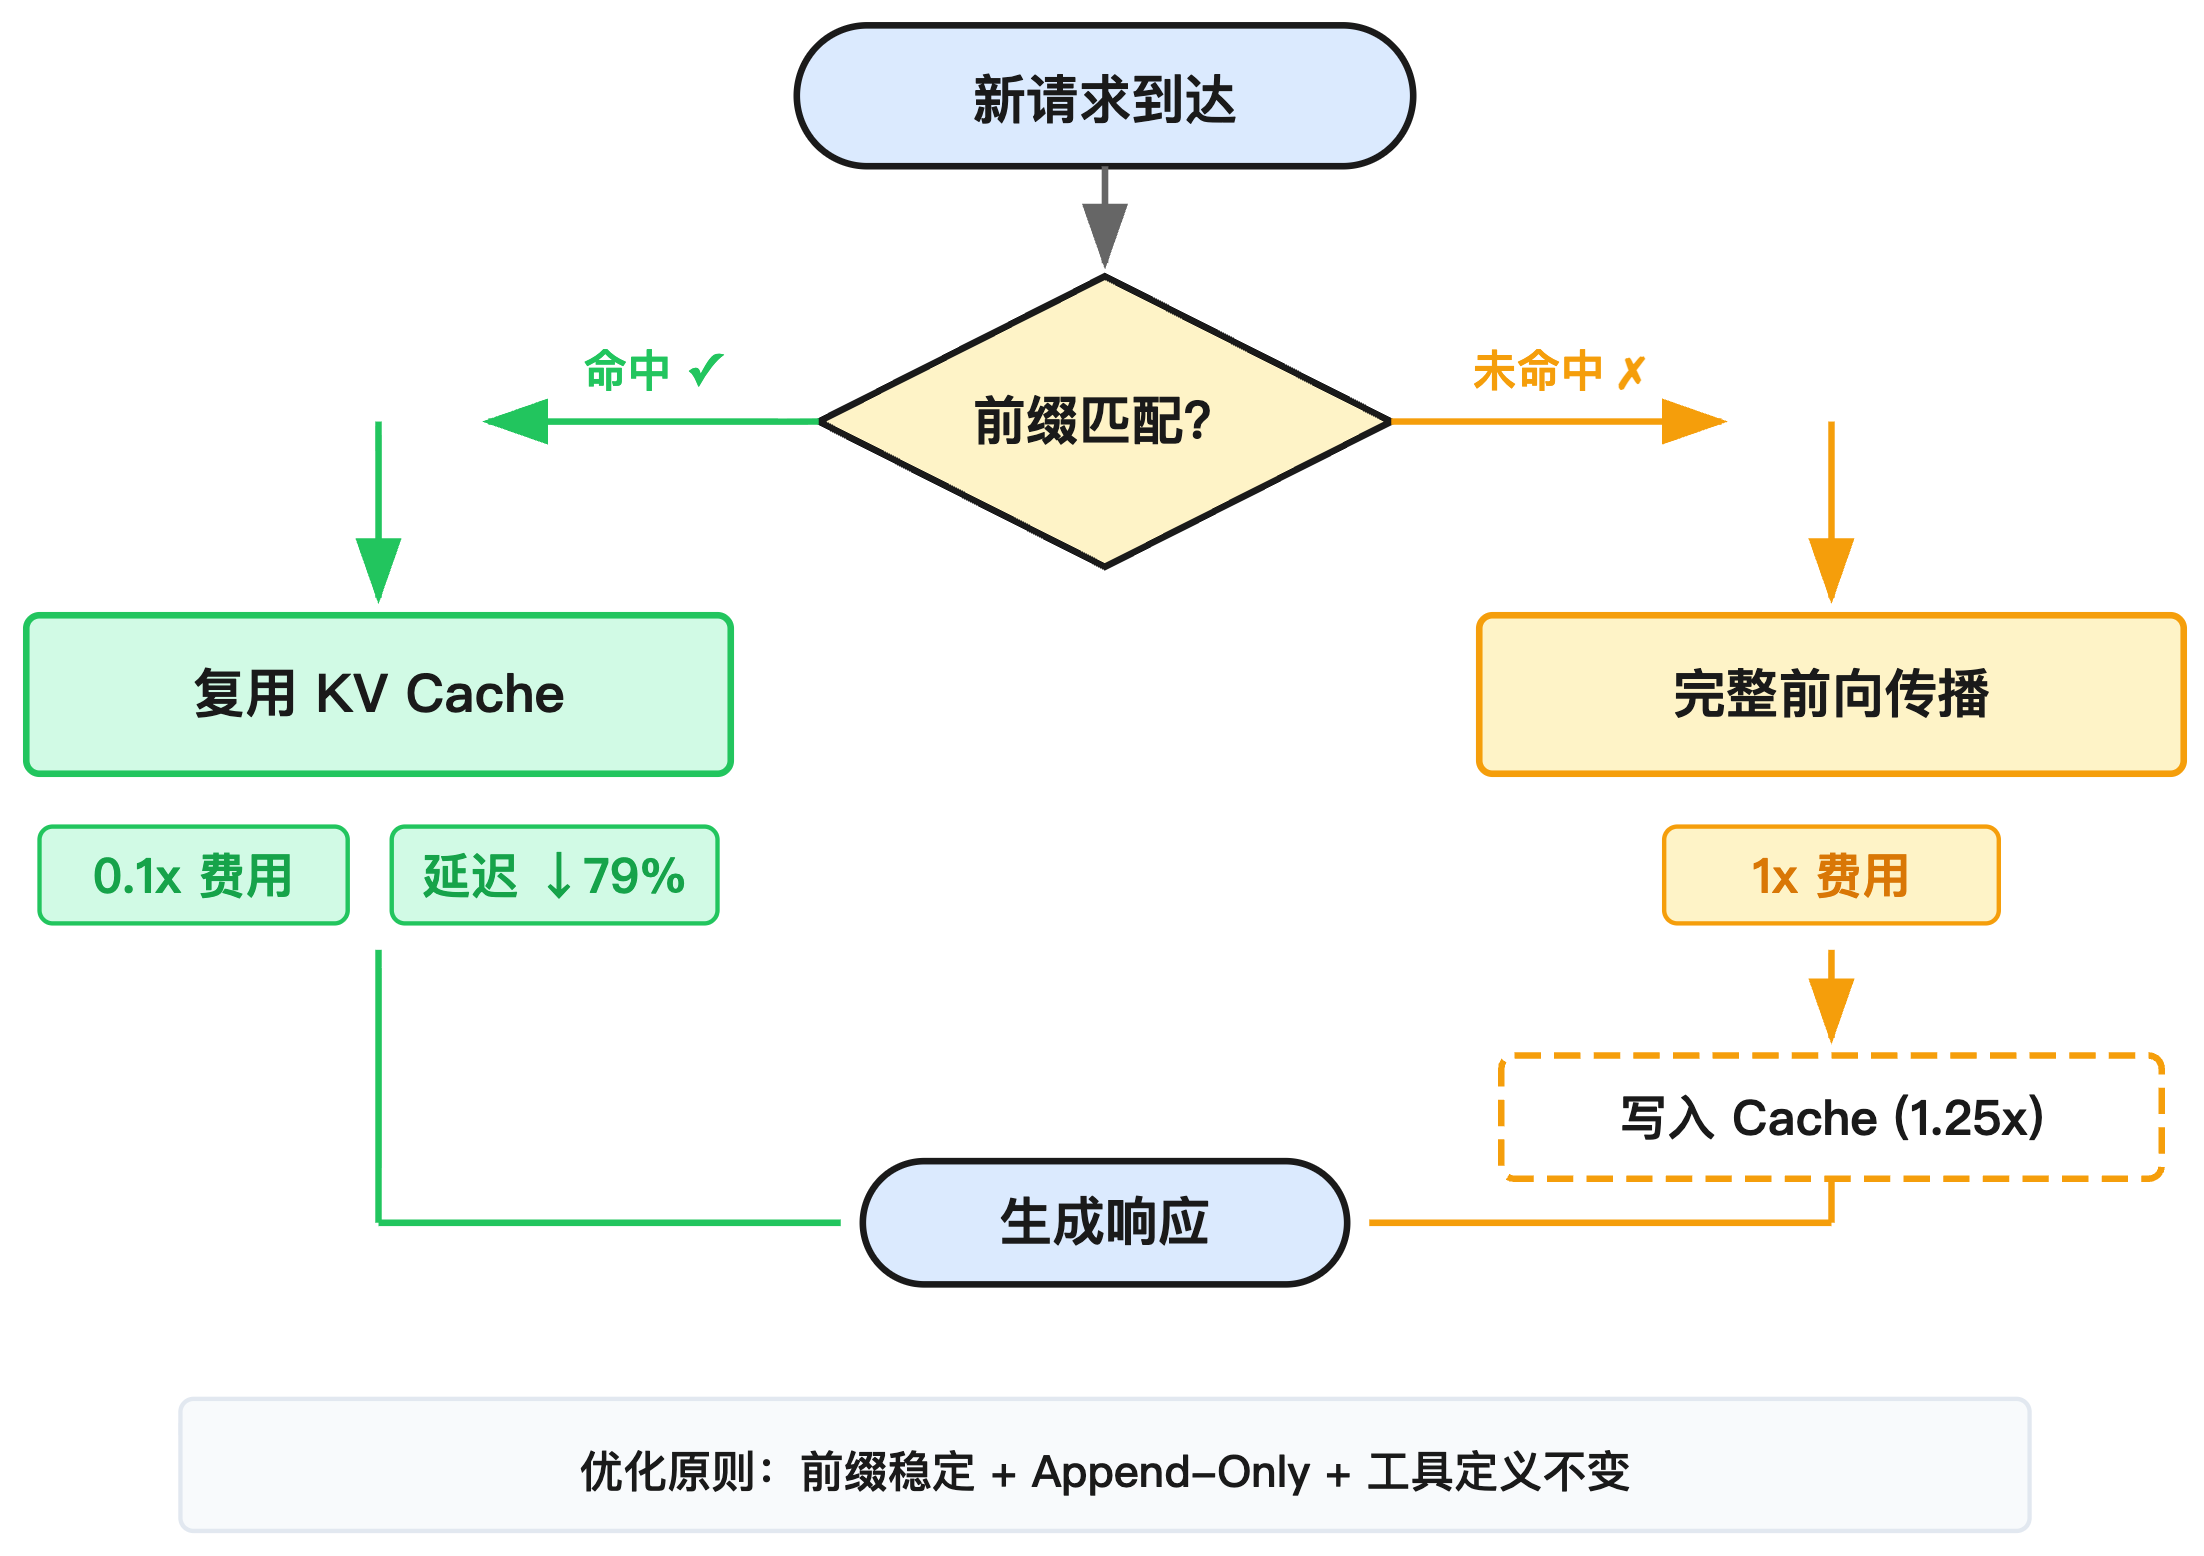 新请求到达
命中 ✓
前缀匹配?
未命中 ✗
复用 KV Cache
完整前向传播
0.1x 费用
延迟 ↓79%
1x 费用
写入 Cache (1.25x)
生成响应
优化原则：前缀稳定 + Append-Only + 工具定义不变